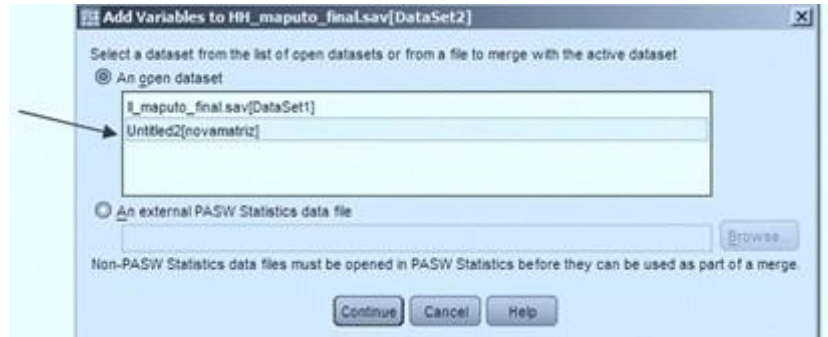 Add Variables to HH_maputo_final.sav[DataSet2]
Select a dataset from the list of open datasets or from a file to merge with the active dataset
An open dataset
II_maputo_final.sav[DataSet1]
Untitled2[novamatriz]
An external PASW Statistics data file
Browse...
Non-PASW Statistics data files must be opened in PASW Statistics before they can be used as part of a merge.
Continue Cancel Help